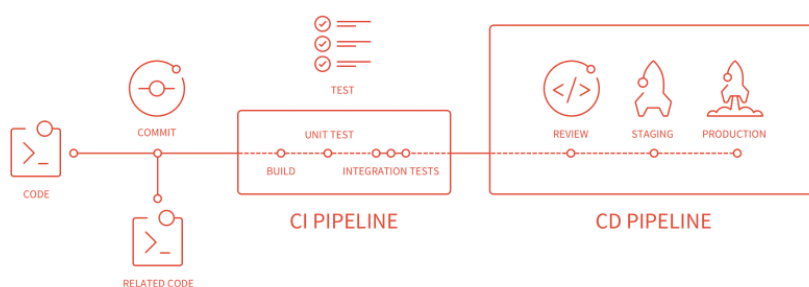 TEST
COMMIT
UNIT TEST
REVIEW
STAGING
PRODUCTION
BUILD
INTEGRATION TESTS
CODE
CI PIPELINE
CD PIPELINE
RELATED CODE